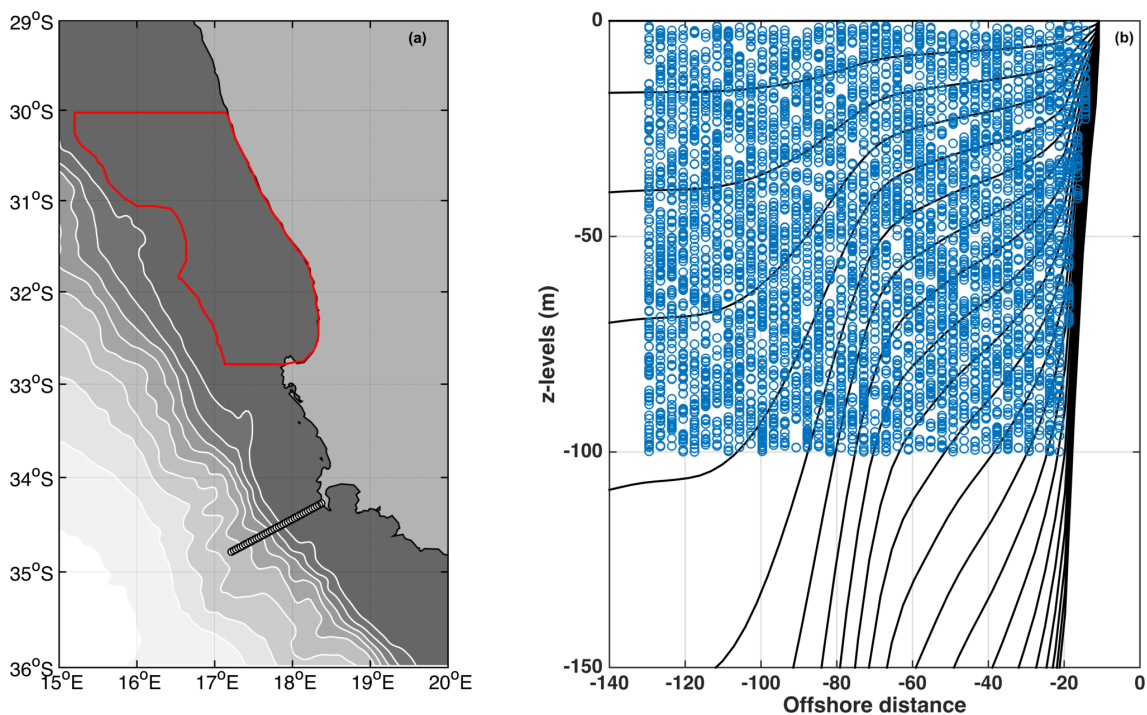 (a)
29°S
30°S
31°S
32°S
33°S
34°S
35°S
36°S
15°E
16°E
17°E
18°E
19°E
20°E
(b)
0
-50
-100
-150
z-levels (m)
-140
-120
-100
-80
-60
-40
-20
0
Offshore distance